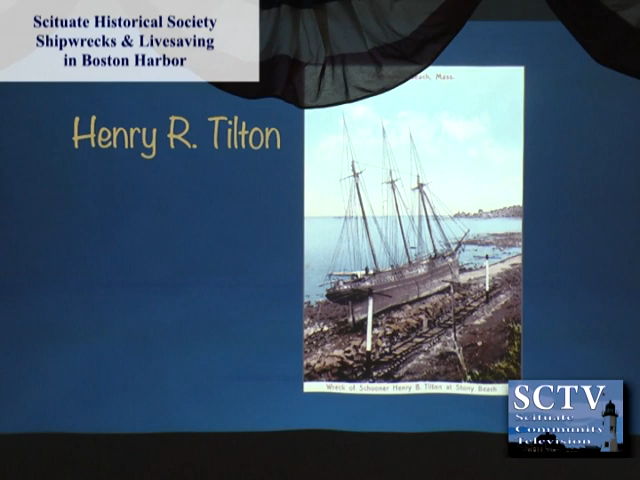 Scituate Historical Society
Shipwrecks & Livesaving
in Boston Harbor
Henry R. Tilton
Beach, Mass.
Wreck of Schooner Henry B. Tilton at Stony Beach
SCTV
Scituate
Community
Television